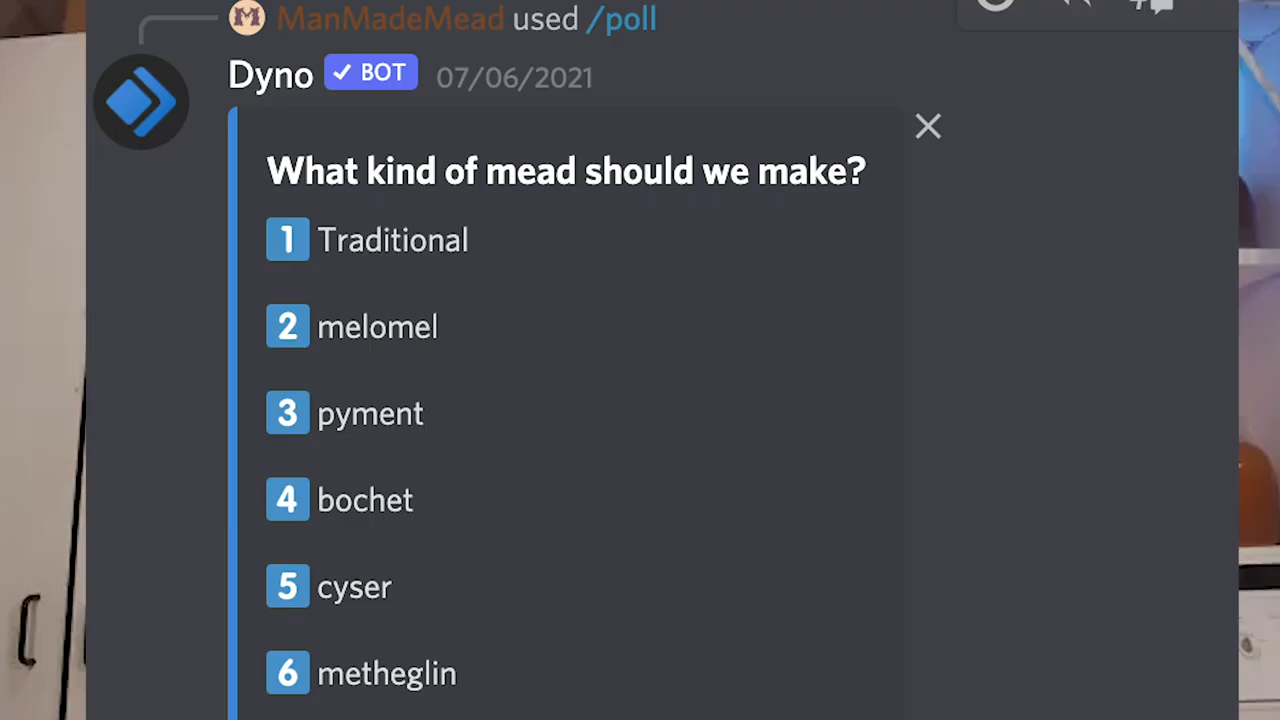 ManMadeMead used /poll
Dyno ✓ BOT 07/06/2021
What kind of mead should we make?
1 Traditional
2 melomel
3 pyment
4 bochet
5 cyser
6 metheglin